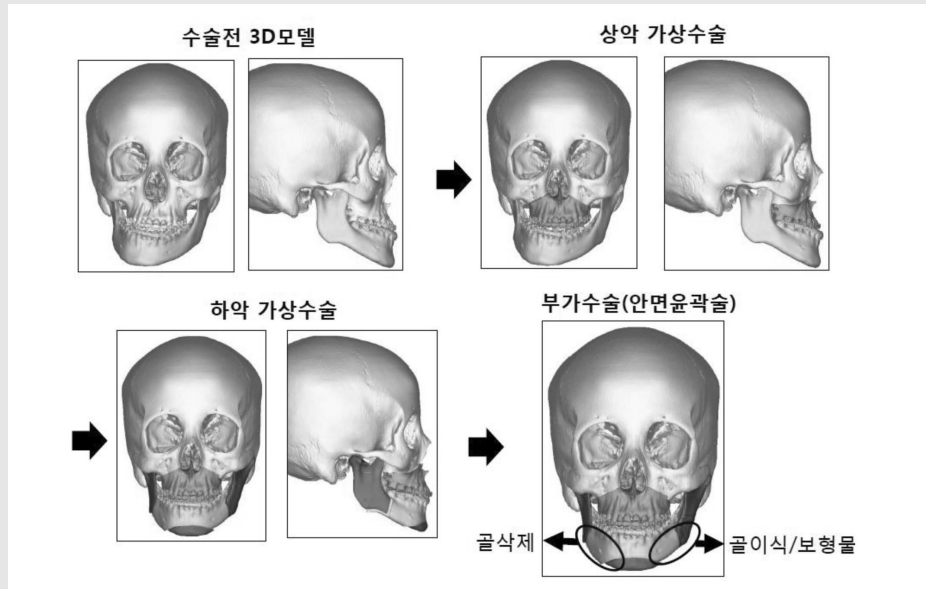 수술전 3D모델
상악 가상수술
하악 가상수술
부가수술(안면윤곽술)
골삭제
골이식/보형물